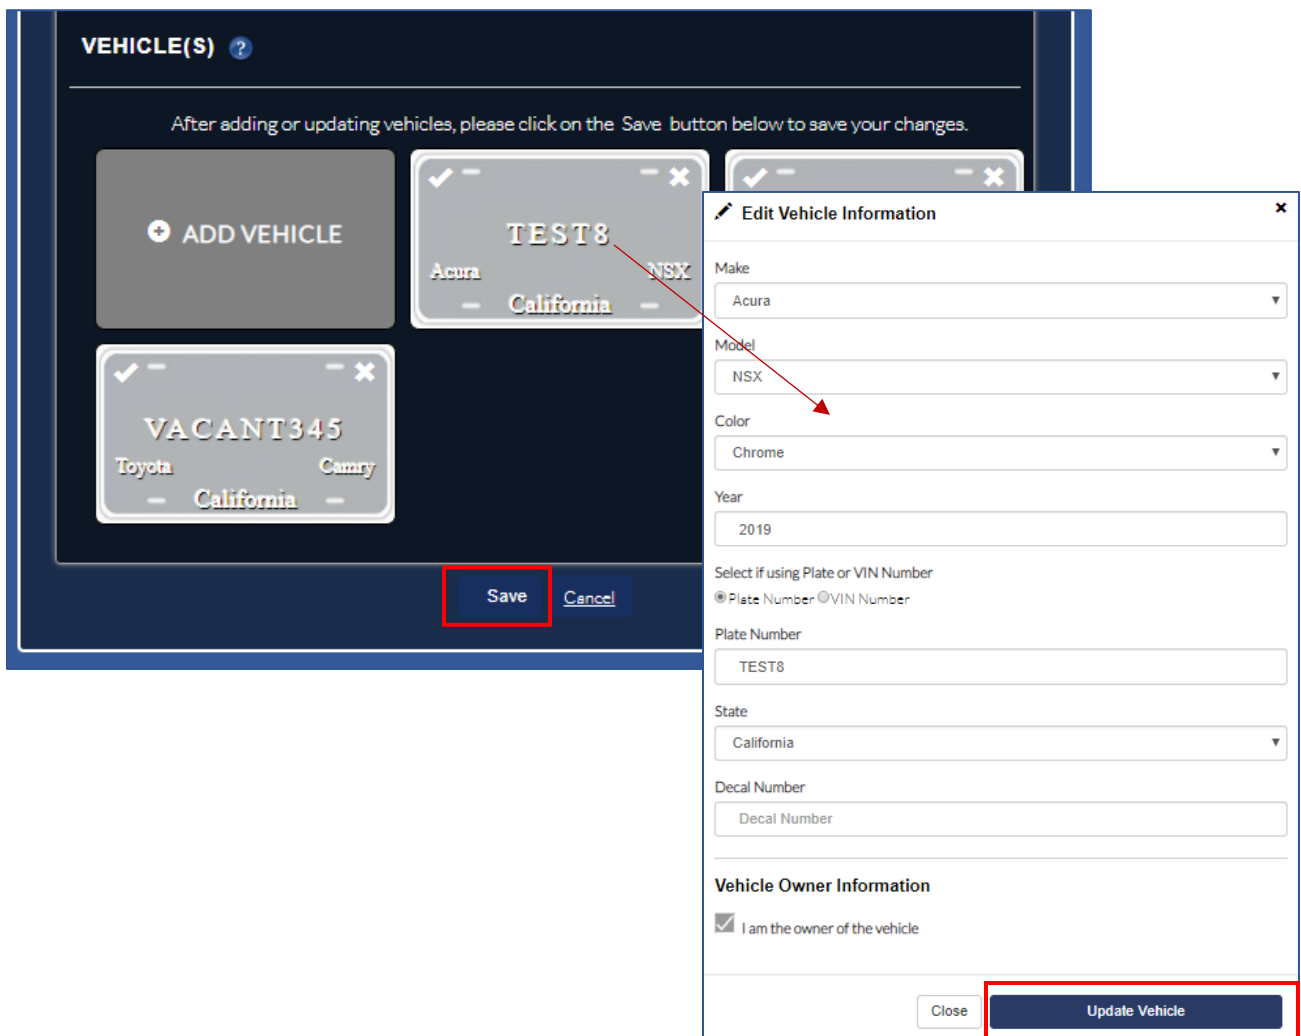 VEHICLE(S) ?
After adding or updating vehicles, please click on the Save button below to save your changes.
ADD VEHICLE
TEST8
Acura NSX
California
VACANT345
Toyota Camry
California
Save Cancel
Edit Vehicle Information
Make
Acura
Model
NSX
Color
Chrome
Year
2019
Select if using Plate or VIN Number
Plate Number VIN Number
Plate Number
TEST8
State
California
Decal Number
Decal Number
Vehicle Owner Information
I am the owner of the vehicle
Close Update Vehicle